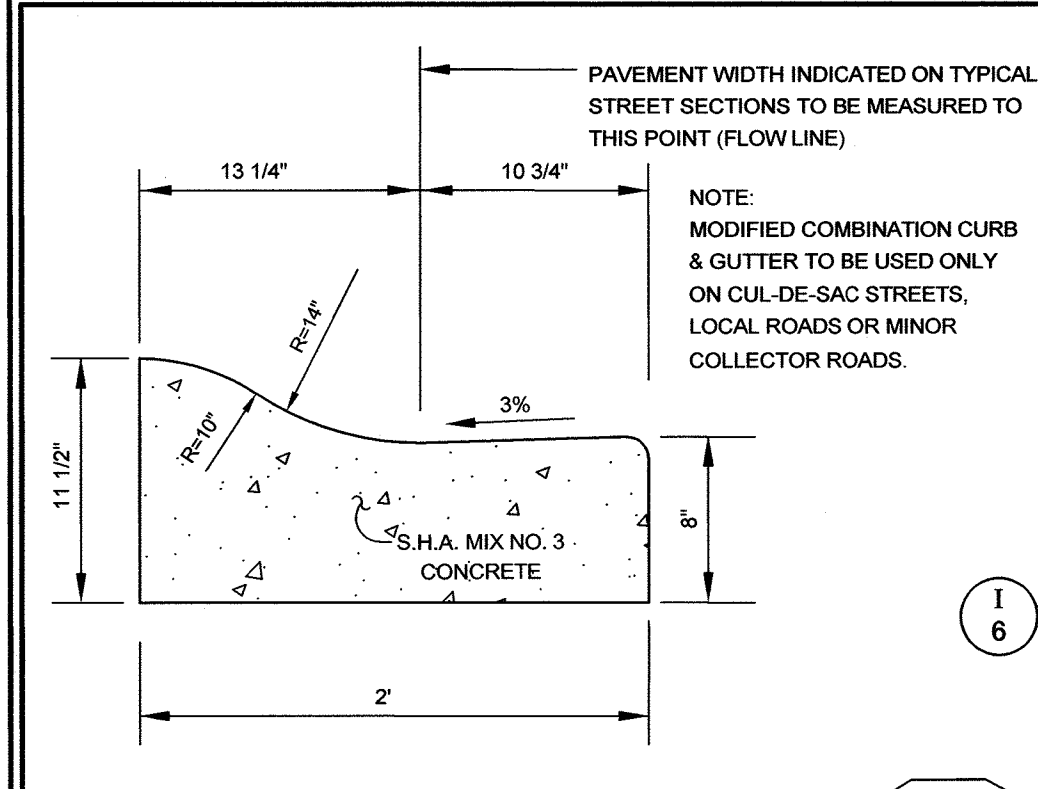 PAVEMENT WIDTH INDICATED ON TYPICAL
STREET SECTIONS TO BE MEASURED TO
THIS POINT (FLOW LINE)
13 1/4"
10 3/4"
NOTE:
MODIFIED COMBINATION CURB
& GUTTER TO BE USED ONLY
ON CUL-DE-SAC STREETS,
LOCAL ROADS OR MINOR
COLLECTOR ROADS.
R=14"
R=10"
3%
11 1/2"
8"
S.H.A. MIX NO. 3
CONCRETE
I
6
2'